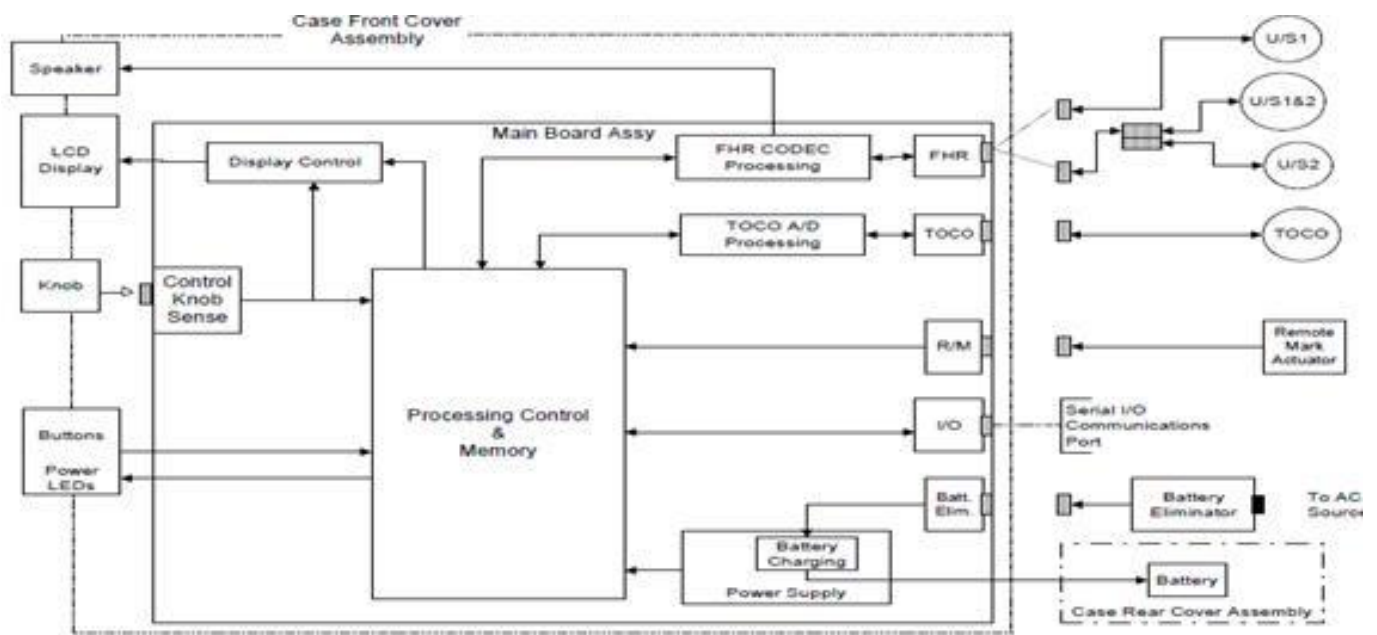 Case Front Cover
Assembly
Speaker
U/S1
U/S1&2
U/S2
LCD
Display
Main Board Assy
Display Control
FHR CODEC
Processing
FHR
TOCO A/D
Processing
TOCO
TOCO
Knob
Control
Knob
Sense
R/M
Remote
Mark
Actuator
Processing Control
&
Memory
Buttons
Power
LEDs
I/O
Serial I/O
Communications
Port
Batt.
Elim.
Battery
Eliminator
To AC
Source
Battery
Charging
Power Supply
Battery
Case Rear Cover Assembly